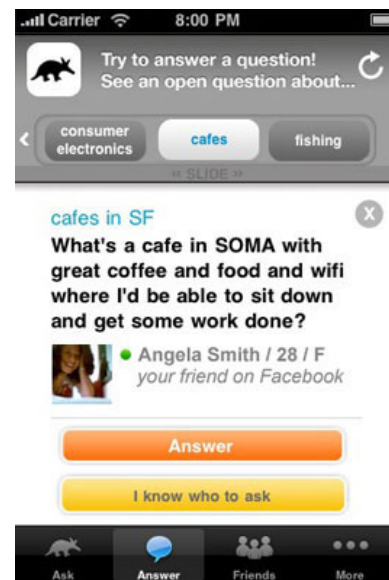 Carrier 8:00 PM
Try to answer a question!
See an open question about...
consumer
electronics
cafes
fishing
« SLIDE »
cafes in SF
X
What's a cafe in SOMA with
great coffee and food and wifi
where I'd be able to sit down
and get some work done?
Angela Smith / 28 / F
your friend on Facebook
Answer
I know who to ask
Ask Answer Friends More